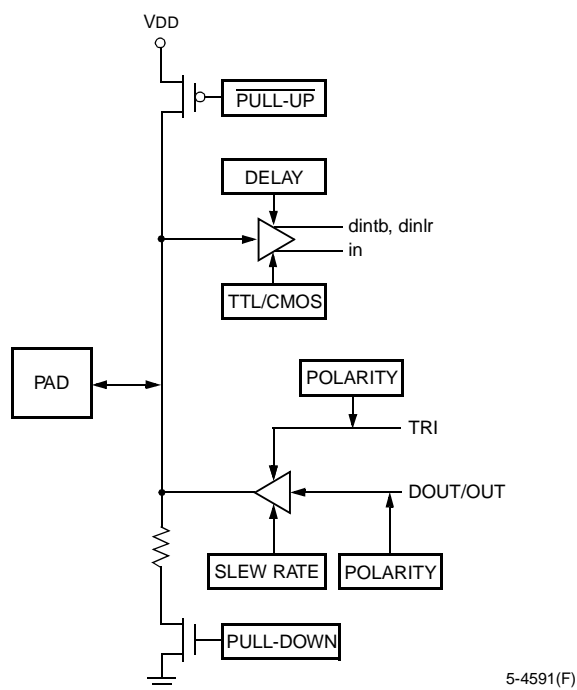 VDD
PULL-UP
DELAY
dintb, dinlr
in
TTL/CMOS
PAD
POLARITY
TRI
DOUT/OUT
SLEW RATE
POLARITY
PULL-DOWN
5-4591(F)